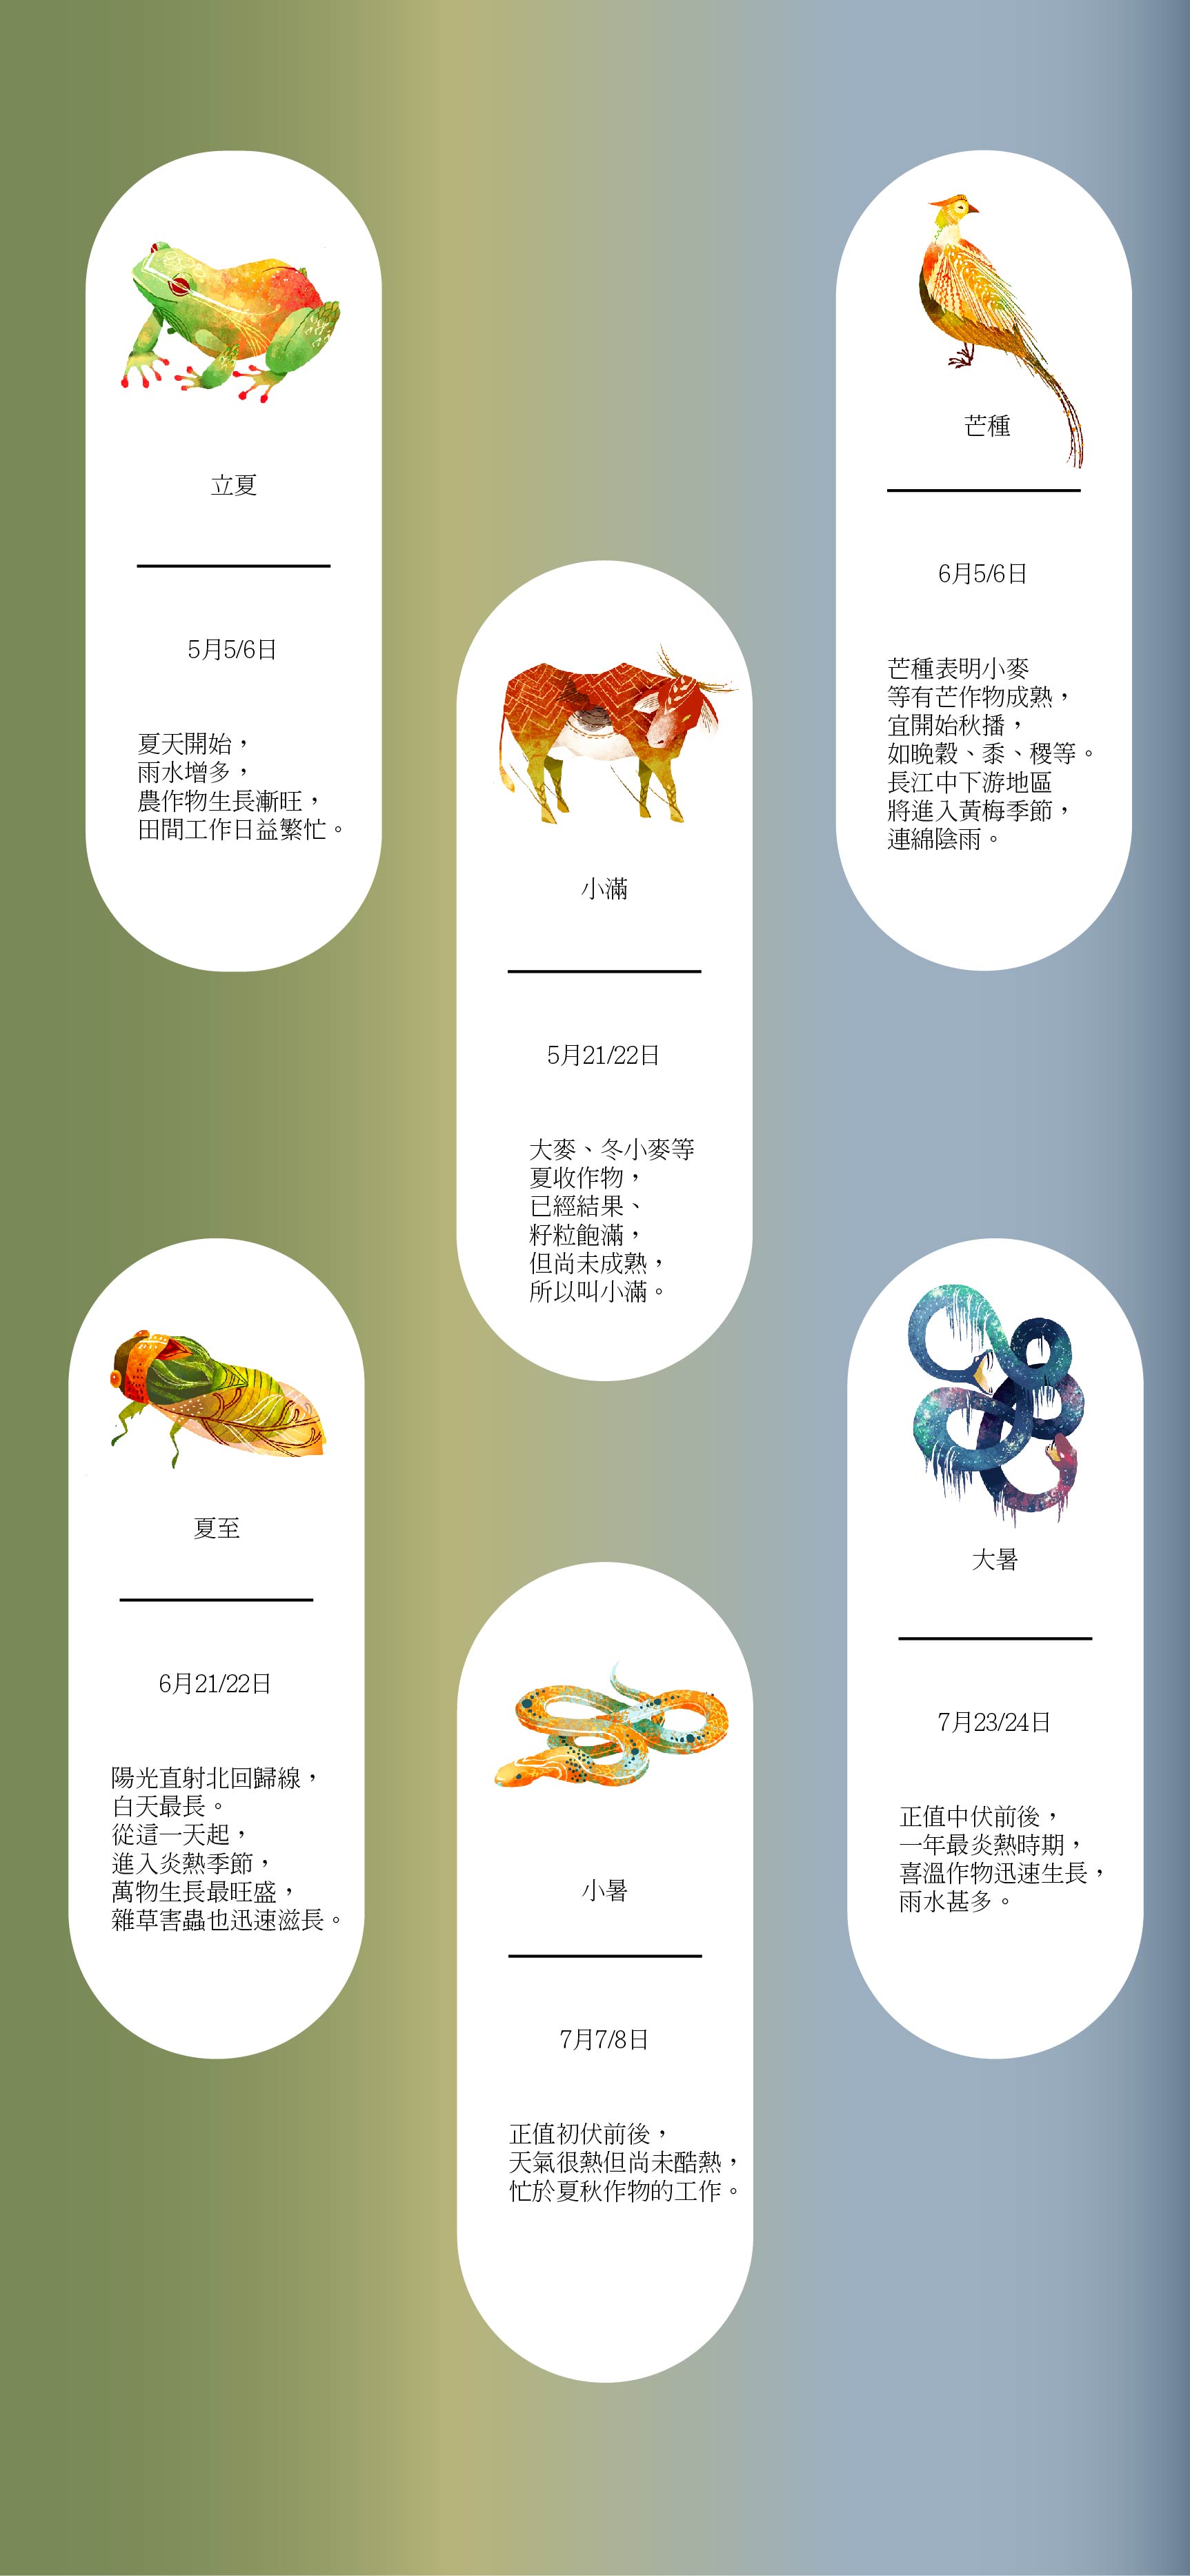 立夏
5月5/6日
夏天開始，
雨水增多，
農作物生長漸旺，
田間工作日益繁忙。
小滿
5月21/22日
大麥、冬小麥等
夏收作物，
已經結果、
籽粒飽滿，
但尚未成熟，
所以叫小滿。
芒種
6月5/6日
芒種表明小麥
等有芒作物成熟，
宜開始秋播，
如晚穀、黍、稷等。
長江中下游地區
將進入黃梅季節，
連綿陰雨。
夏至
6月21/22日
陽光直射北回歸線，
白天最長。
從這一天起，
進入炎熱季節，
萬物生長最旺盛，
雜草害蟲也迅速滋長。
小暑
7月7/8日
正值初伏前後，
天氣很熱但尚未酷熱，
忙於夏秋作物的工作。
大暑
7月23/24日
正值中伏前後，
一年最炎熱時期，
喜溫作物迅速生長，
雨水甚多。